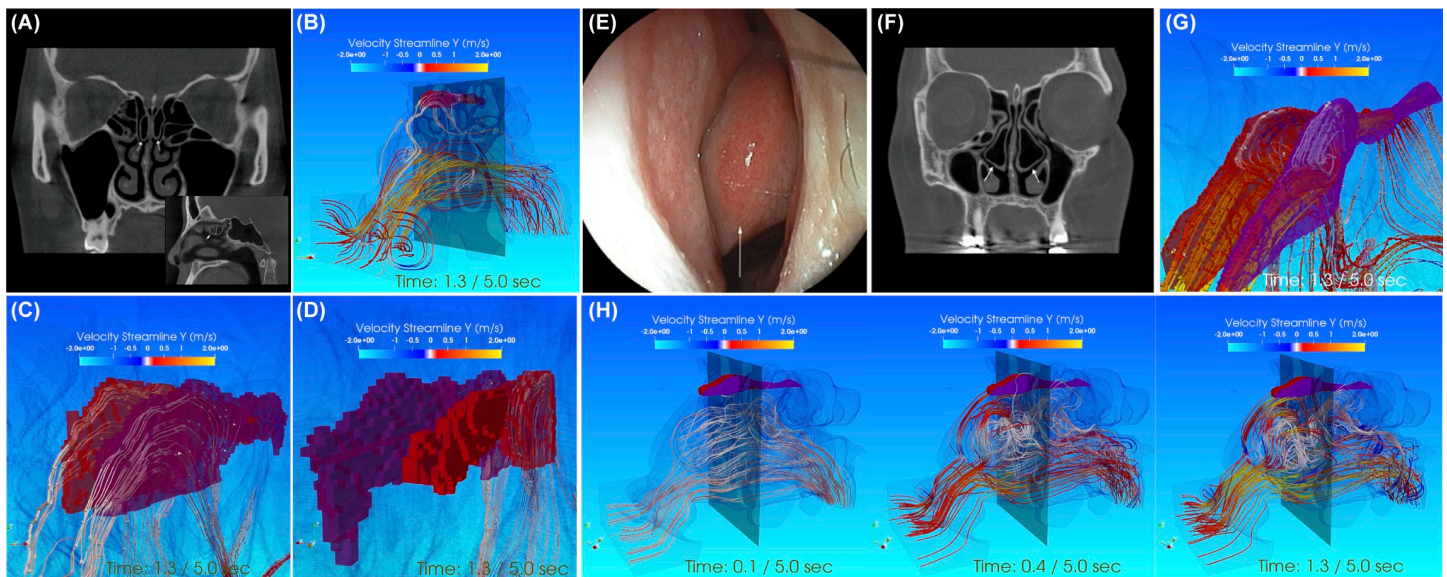 (A)
(B)
Velocity Streamline Y (m/s)
-2.0e+00 -1 -0.5 0 0.5 1 2.0e+00
Time: 1.3 / 5.0 sec
(E)
(F)
(G)
Velocity Streamline Y (m/s)
-2.0e+00 -1 -0.5 0 0.5 1 2.0e+00
Time: 1.3 / 5.0 sec
(C)
Velocity Streamline Y (m/s)
-2.0e+00 -1 -0.5 0 0.5 1 2.0e+00
Time: 1.3 / 5.0 sec
(D)
Velocity Streamline Y (m/s)
-2.0e+00 -1 -0.5 0 0.5 1 2.0e+00
Time: 1.3 / 5.0 sec
(H)
Velocity Streamline Y (m/s)
-2.0e+00 -1 -0.5 0 0.5 1 2.0e+00
Time: 0.1 / 5.0 sec
Velocity Streamline Y (m/s)
-2.0e+00 -1 -0.5 0 0.5 1 2.0e+00
Time: 0.4 / 5.0 sec
Velocity Streamline Y (m/s)
-2.0e+00 -1 -0.5 0 0.5 1 2.0e+00
Time: 1.3 / 5.0 sec